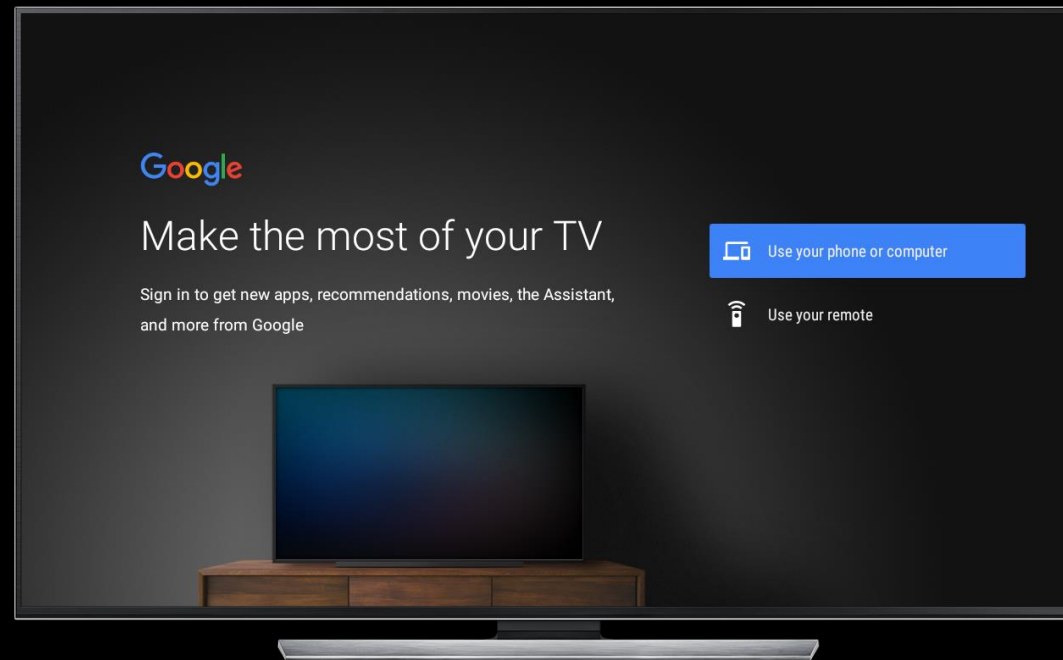 Google
Make the most of your TV
Sign in to get new apps, recommendations, movies, the Assistant,
and more from Google
Use your phone or computer
Use your remote